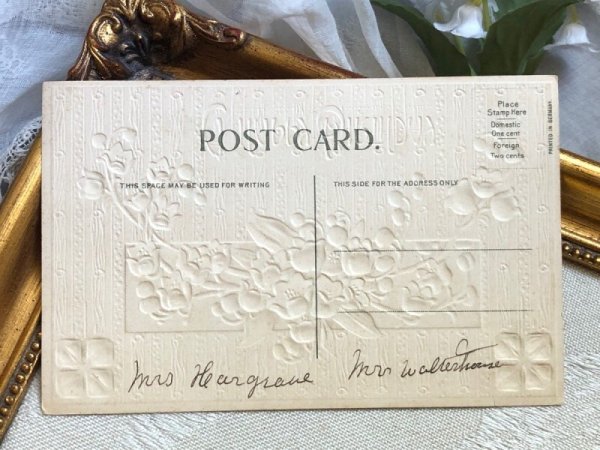 POST CARD.
Place
Stamp Here
Domestic
One cent
Foreign
Two cents
PRINTED IN GERMANY.
THIS SPACE MAY BE USED FOR WRITING
THIS SIDE FOR THE ADDRESS ONLY
Mrs Heargrave
Mrs Walterhouse